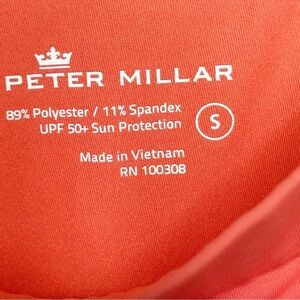 PETER MILLAR
89% Polyester / 11% Spandex
UPF 50+ Sun Protection
S
Made in Vietnam
RN 100308